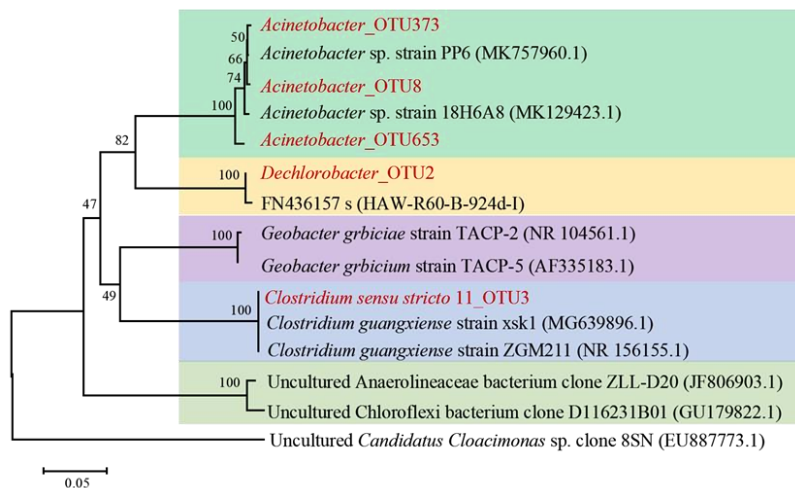 Acinetobacter_OTU373
50
Acinetobacter sp. strain PP6 (MK757960.1)
66
74
Acinetobacter_OTU8
100
Acinetobacter sp. strain 18H6A8 (MK129423.1)
82
Acinetobacter_OTU653
100
Dechlorobacter_OTU2
FN436157 s (HAW-R60-B-924d-I)
47
100
Geobacter grbiciae strain TACP-2 (NR 104561.1)
Geobacter grbicium strain TACP-5 (AF335183.1)
49
Clostridium sensu stricto 11_OTU3
100
Clostridium guangxiense strain xsk1 (MG639896.1)
Clostridium guangxiense strain ZGM211 (NR 156155.1)
100
Uncultured Anaerolineaceae bacterium clone ZLL-D20 (JF806903.1)
Uncultured Chloroflexi bacterium clone D116231B01 (GU179822.1)
Uncultured Candidatus Cloacimonas sp. clone 8SN (EU887773.1)
0.05